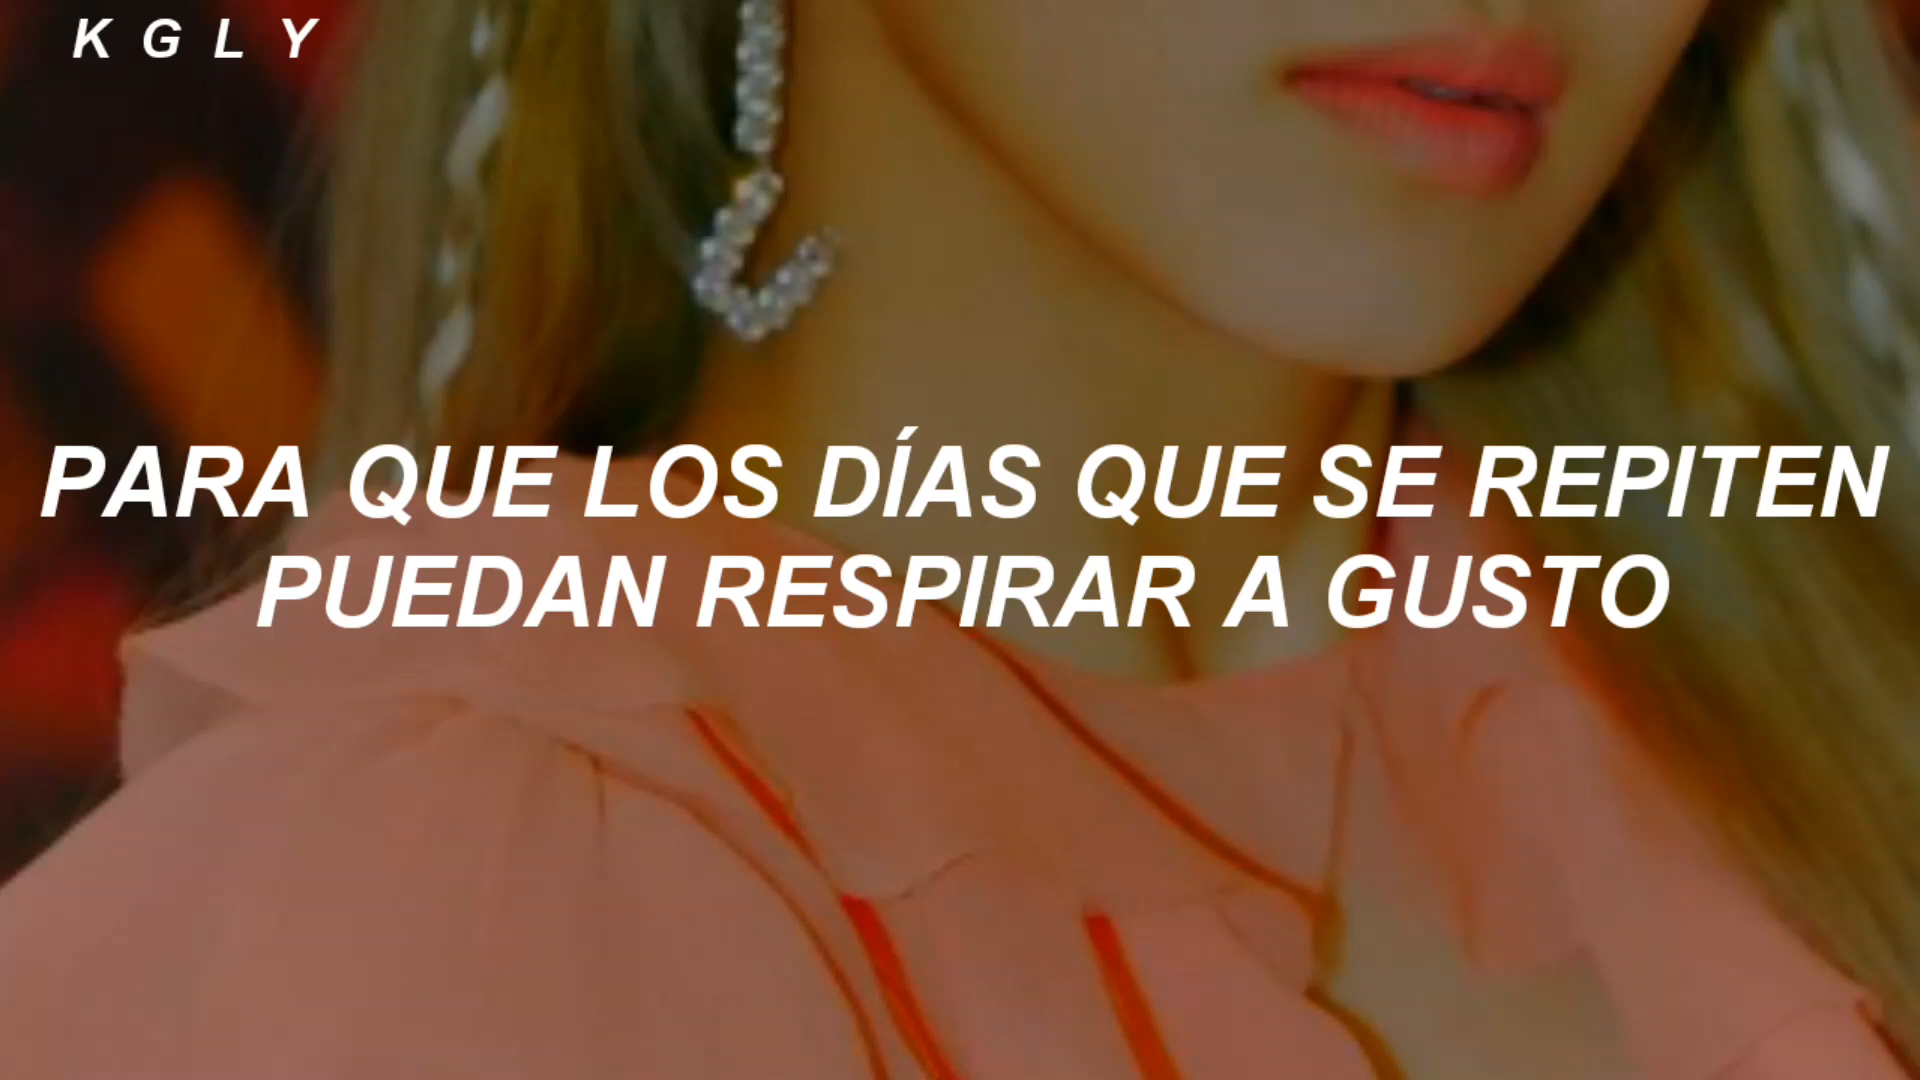 K G L Y
PARA QUE LOS DÍAS QUE SE REPITEN
PUEDAN RESPIRAR A GUSTO